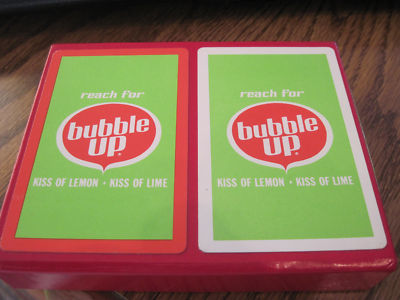 reach for
bubble
UP
KISS OF LEMON • KISS OF LIME
reach for
bubble
UP
KISS OF LEMON • KISS OF LIME